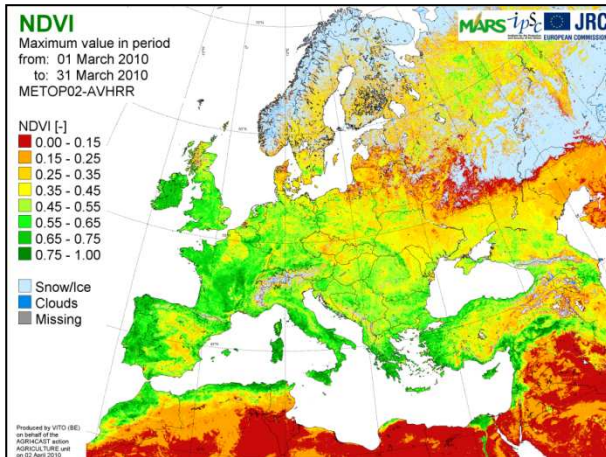 NDVI
Maximum value in period
from: 01 March 2010
to: 31 March 2010
METOP02-AVHRR
MARS ipsc JRC
EUROPEAN COMMISSION
NDVI [-]
0.00 - 0.15
0.15 - 0.25
0.25 - 0.35
0.35 - 0.45
0.45 - 0.55
0.55 - 0.65
0.65 - 0.75
0.75 - 1.00
Snow/Ice
Clouds
Missing
Produced by VITO (BE)
on behalf of the
AGRI4CAST action
AGRICULTURE unit
on 02 April 2010